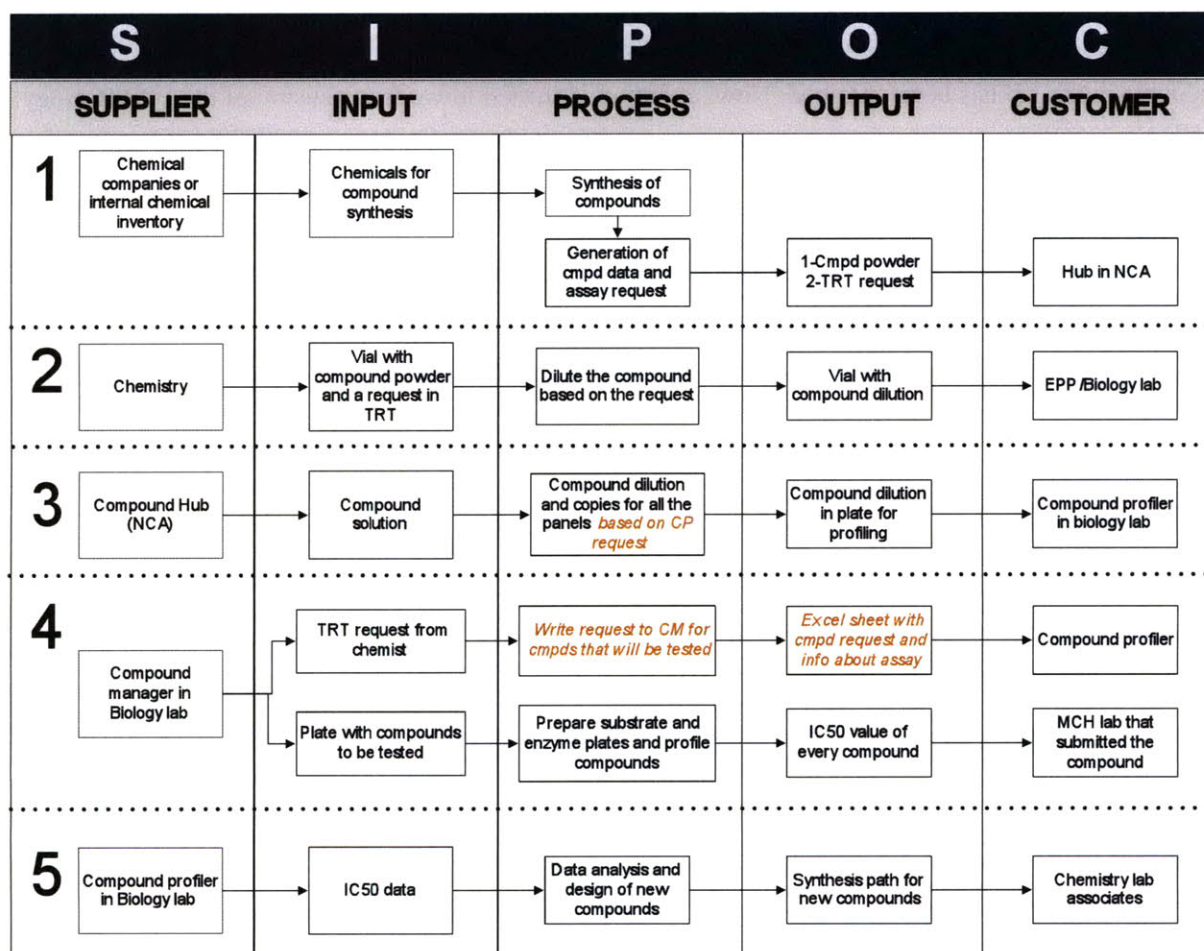 S I P O C
SUPPLIER INPUT PROCESS OUTPUT CUSTOMER
1
Chemical
companies or
internal chemical
inventory
Chemicals for
compound
synthesis
Synthesis of
compounds
Generation of
cmpd data and
assay request
1-Cmpd powder
2-TRT request
Hub in NCA
2
Chemistry
Vial with
compound powder
and a request in
TRT
Dilute the compound
based on the request
Vial with
compound dilution
EPP /Biology lab
3
Compound Hub
(NCA)
Compound
solution
Compound dilution
and copies for all the
panels based on CP
request
Compound dilution
in plate for
profiling
Compound profiler
in biology lab
4
Compound
manager in
Biology lab
TRT request from
chemist
Write request to CM for
cmpds that will be tested
Excel sheet with
cmpd request and
info about assay
Compound profiler
Plate with compounds
to be tested
Prepare substrate and
enzyme plates and profile
compounds
IC50 value of
every compound
MCH lab that
submitted the
compound
5
Compound profiler
in Biology lab
IC50 data
Data analysis and
design of new
compounds
Synthesis path for
new compounds
Chemistry lab
associates